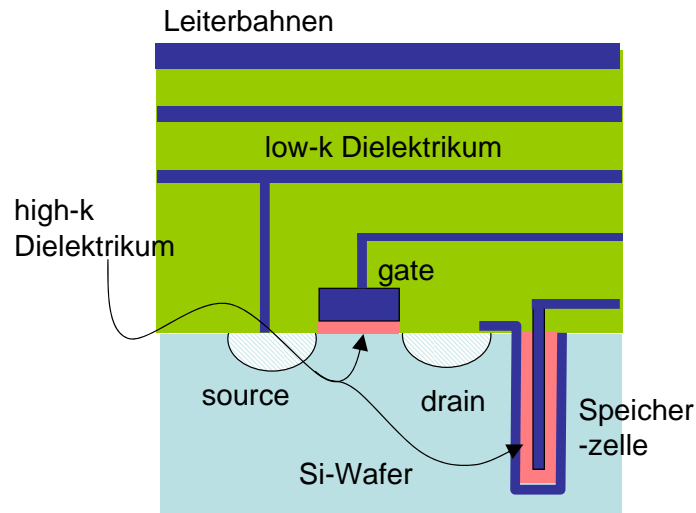 Leiterbahnen
low-k Dielektrikum
high-k
Dielektrikum
gate
source
drain
Speicher
-zelle
Si-Wafer